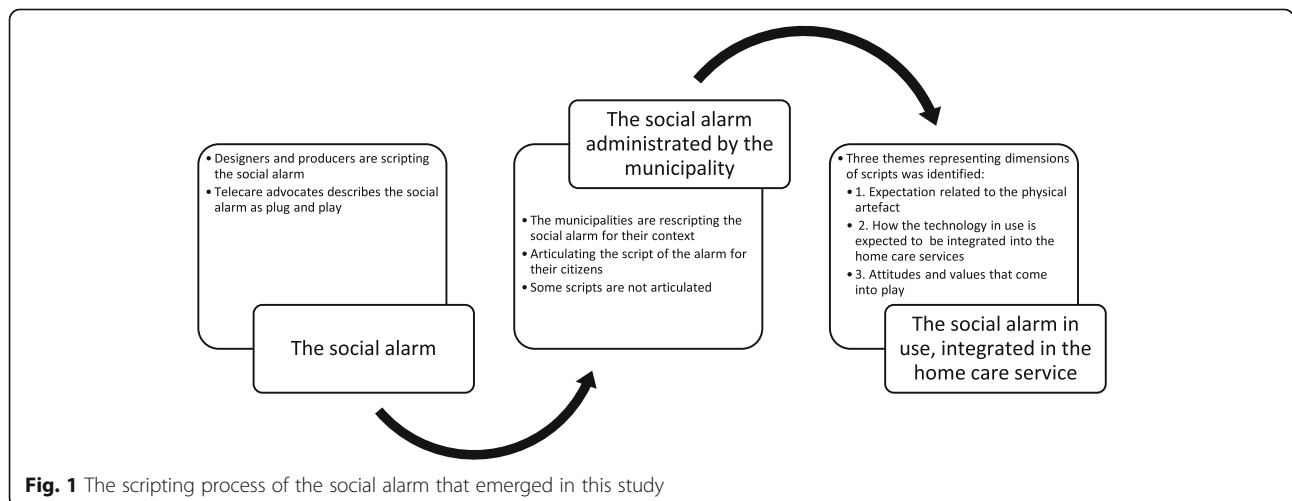 • Designers and producers are scripting
the social alarm
• Telecare advocates describes the social
alarm as plug and play
The social alarm
The social alarm
administrated by the
municipality
• The municipalities are rescripting the
social alarm for their context
• Articulating the script of the alarm for
their citizens
• Some scripts are not articulated
• Three themes representing dimensions
of scripts was identified:
• 1. Expectation related to the physical
artefact
• 2. How the technology in use is
expected to be integrated into the
home care services
• 3. Attitudes and values that come
into play
The social alarm in
use, integrated in the
home care service
Fig. 1 The scripting process of the social alarm that emerged in this study